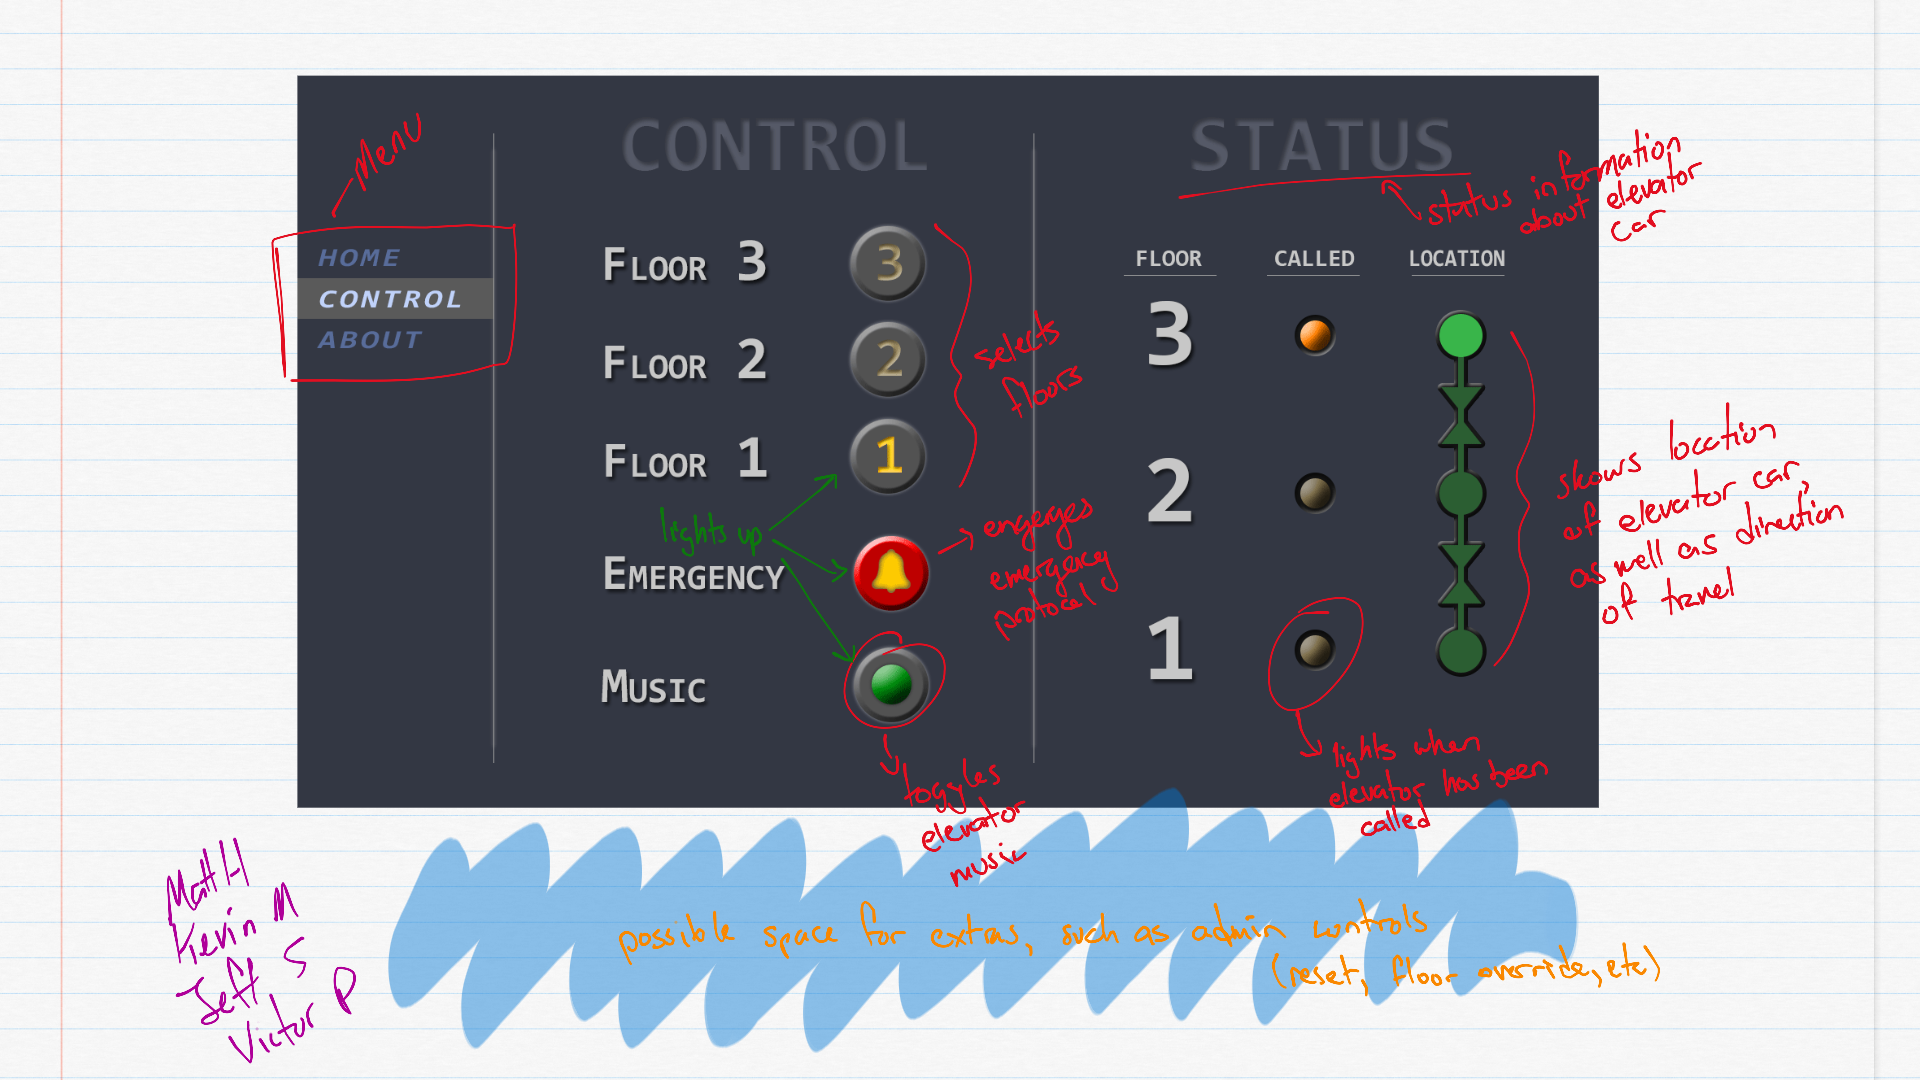 Menu
HOME
CONTROL
ABOUT
CONTROL
Floor 3
3
Floor 2
2
Floor 1
1
selects
floors
lights up
Emergency
engerges
emergency
protocal
Music
toggles
elevator
music
STATUS
status information
about elevator
car
FLOOR CALLED LOCATION
3
2
1
shows location
of elevator car,
as well as direction
of travel
lights when
elevator has been
called
possible space for extras, such as admin controls
(reset, floor override, etc)
Matt H
Kevin M
Jeff S
Victor P